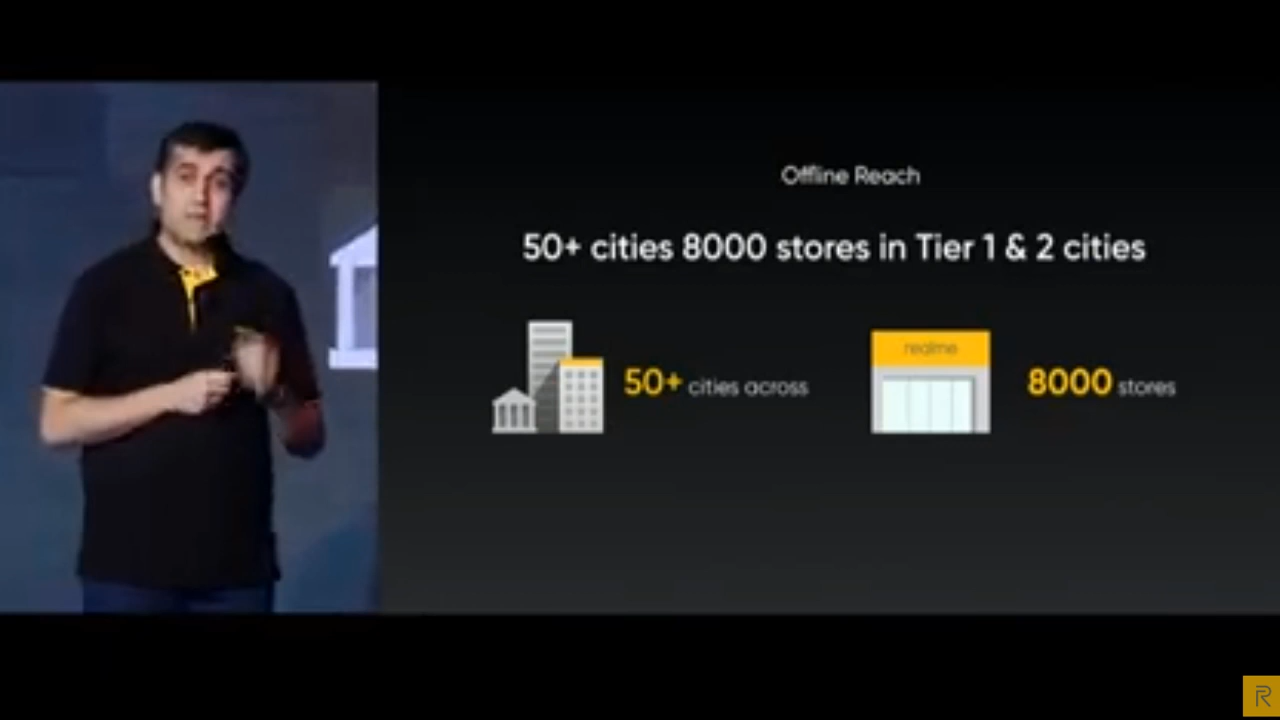 Offline Reach
50+ cities 8000 stores in Tier 1 & 2 cities
realme
50+ cities across
8000 stores
R